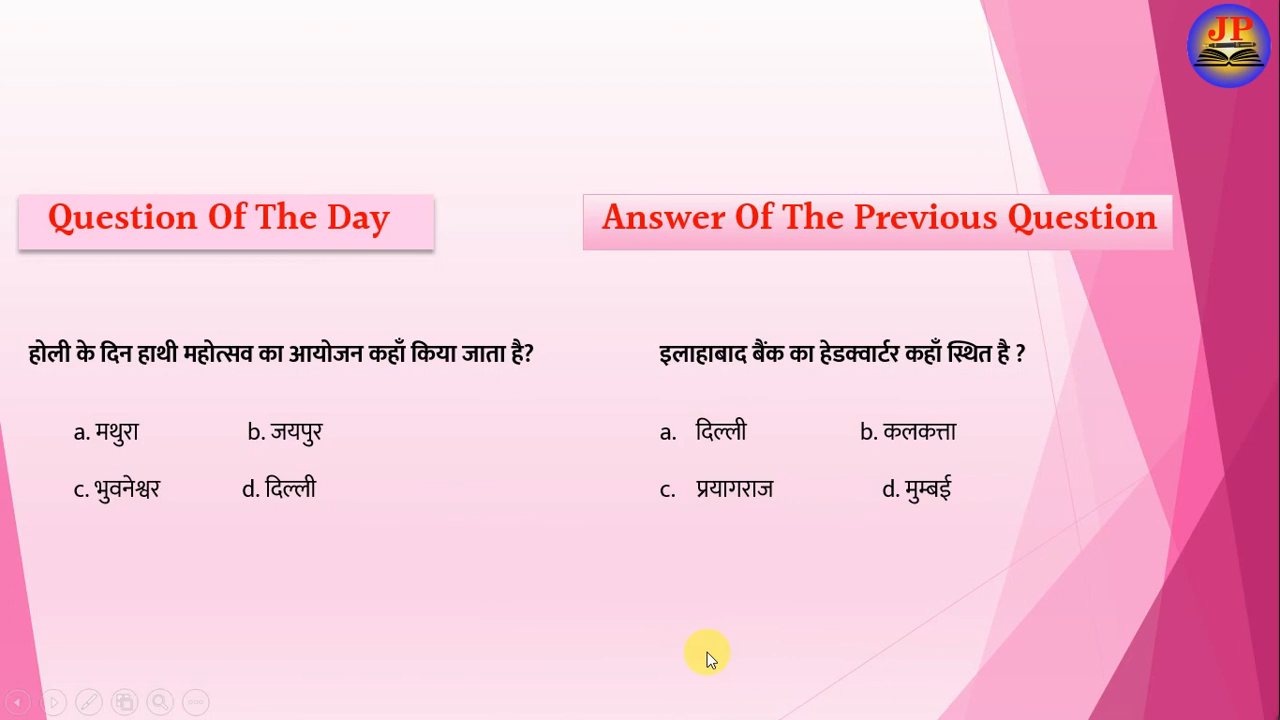 JP
Question Of The Day
Answer Of The Previous Question
होली के दिन हाथी महोत्सव का आयोजन कहाँ किया जाता है?
a. मथुरा b. जयपुर
c. भुवनेश्वर d. दिल्ली
इलाहाबाद बैंक का हेडक्वार्टर कहाँ स्थित है ?
a. दिल्ली b. कलकत्ता
c. प्रयागराज d. मुम्बई